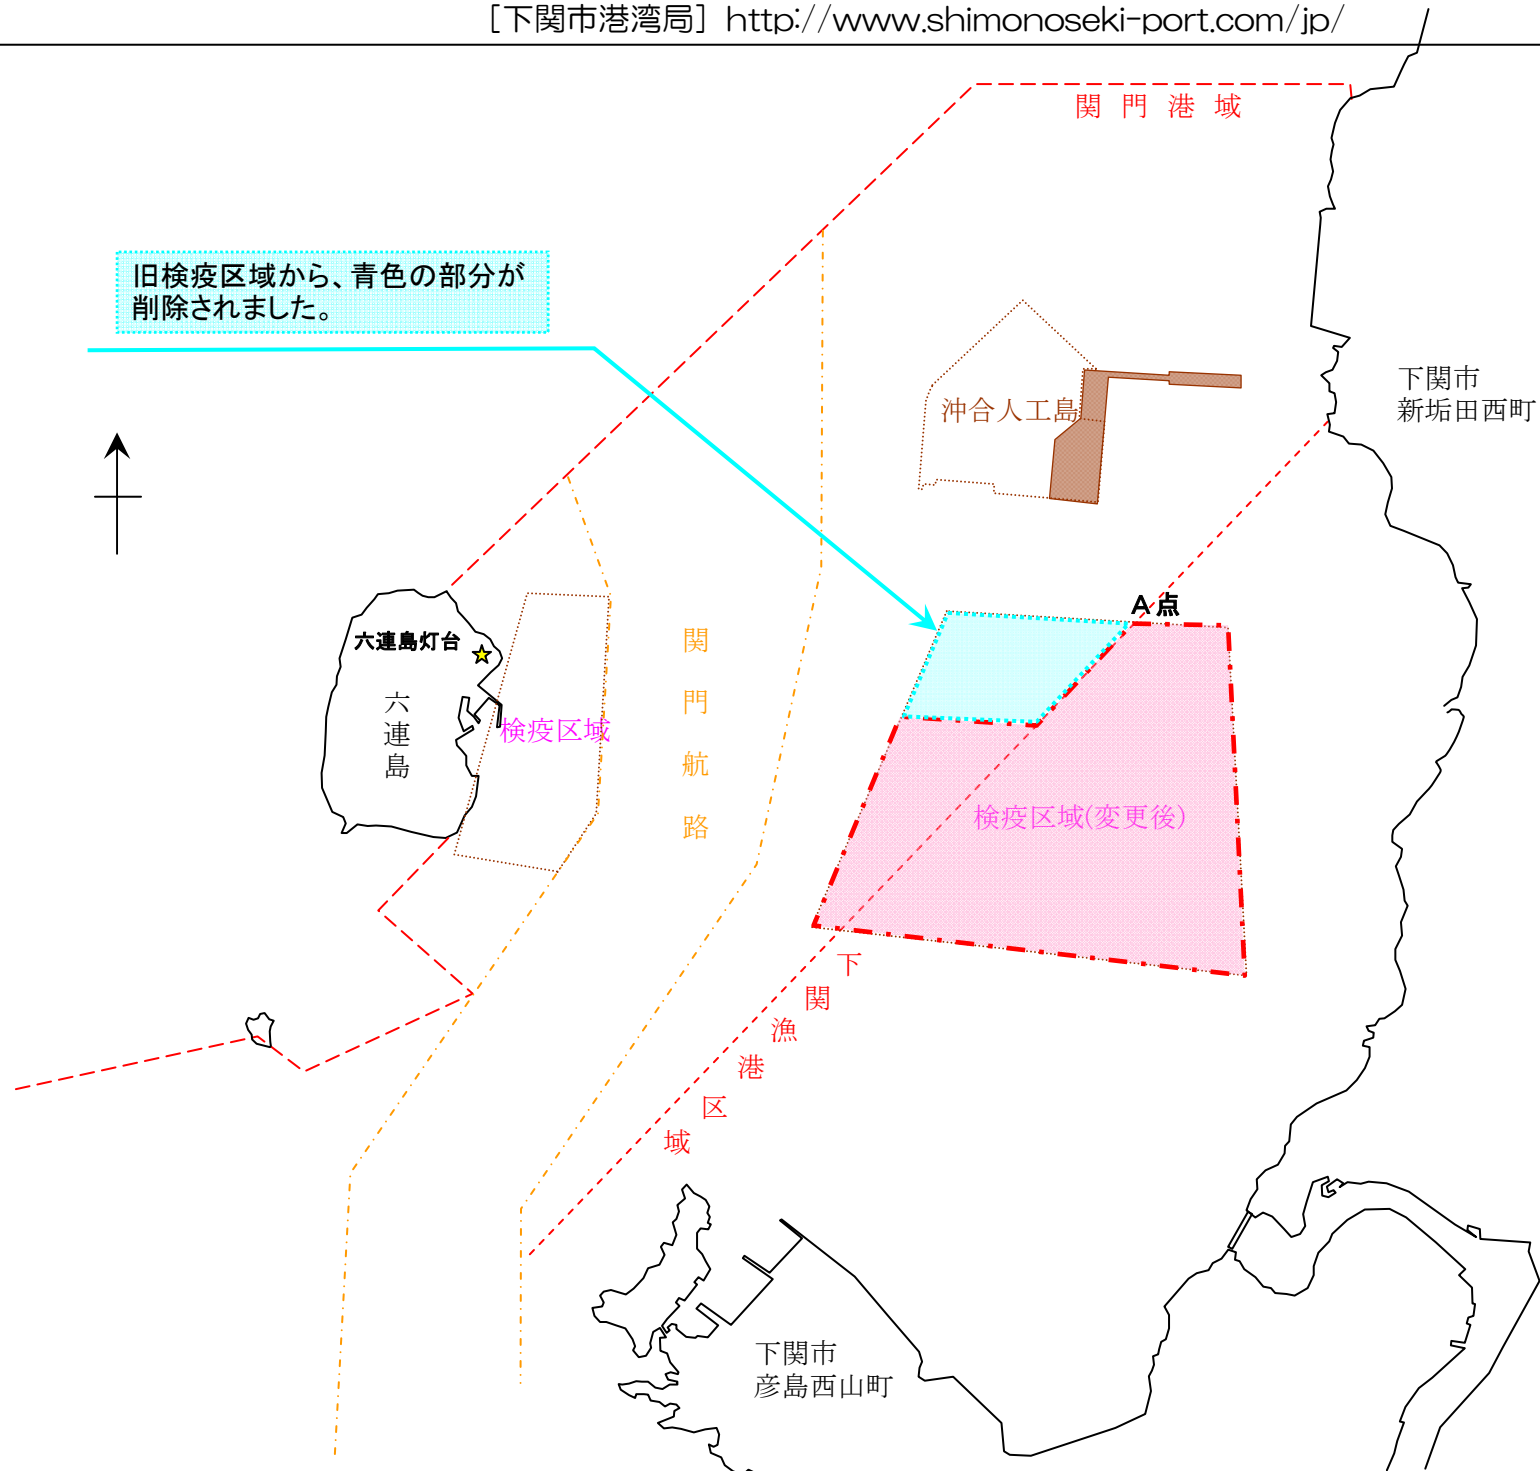 [下関市港湾局] http://www.shimonoseki-port.com/jp/
関門港域
旧検疫区域から、青色の部分が
削除されました。
下関市
新垢田西町
沖合人工島
A点
六連島灯台
六連島
検疫区域
関門航路
検疫区域(変更後)
下関漁港区域
下関市
彦島西山町